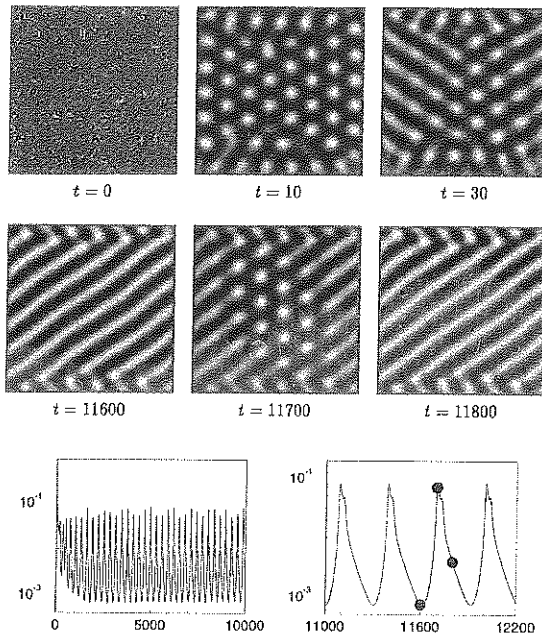 t = 0 t = 10 t = 30
t = 11600 t = 11700 t = 11800
10⁻¹ 10⁻¹
10⁻³ 10⁻³
0 5000 10000 11000 11600 12200